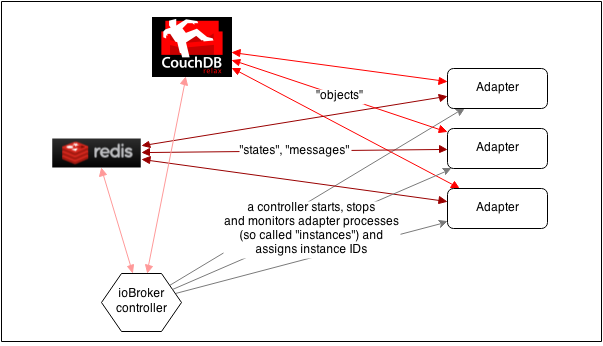 CouchDB
relax
"objects"
Adapter
Adapter
Adapter
redis
"states", "messages"
a controller starts, stops
and monitors adapter processes
(so called "instances") and
assigns instance IDs
ioBroker
controller